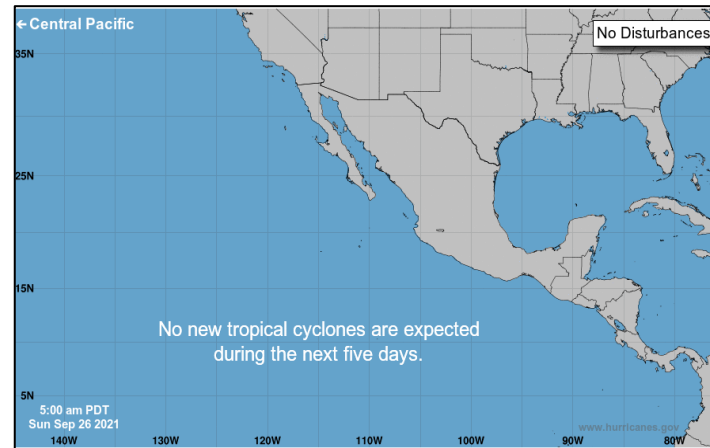 ← Central Pacific
No Disturbances
35N
25N
15N
No new tropical cyclones are expected
during the next five days.
5N
5:00 am PDT
Sun Sep 26 2021
www.hurricanes.gov
140W 130W 120W 110W 100W 90W 80W